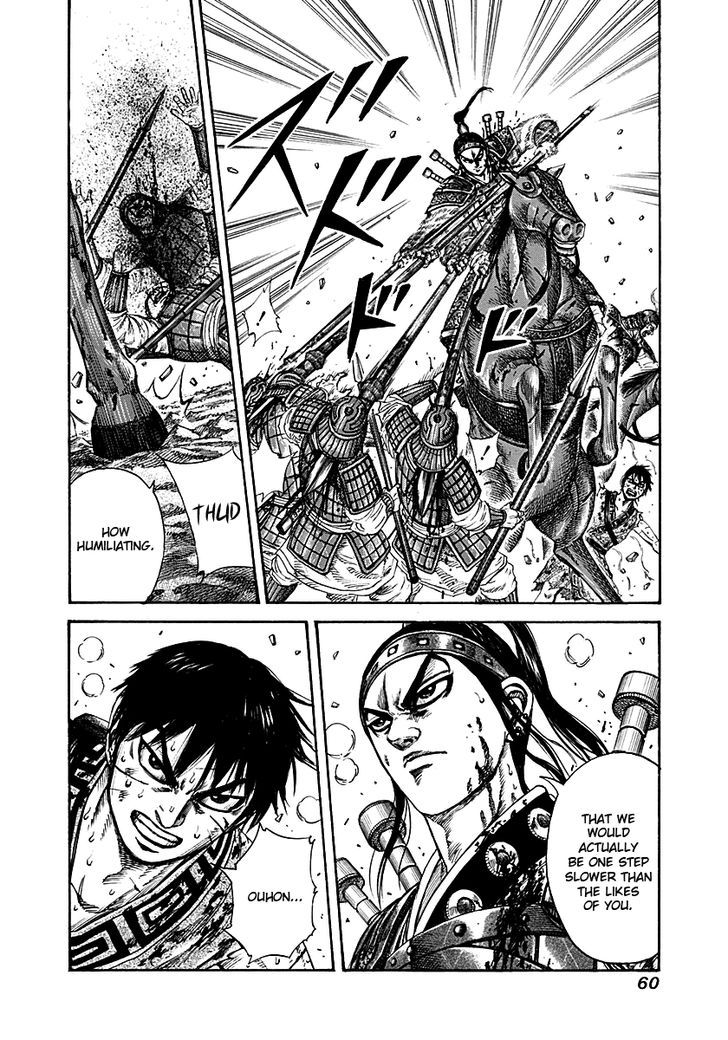 ズ
ド
ド
ド
THUD
HOW
HUMILIATING.
THAT WE
WOULD
ACTUALLY
BE ONE STEP
SLOWER THAN
THE LIKES
OF YOU.
OUHON...
60